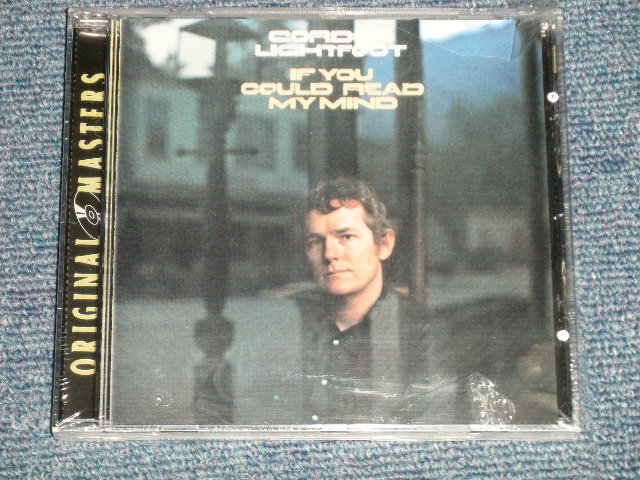 GORDON
LIGHTFOOT
IF YOU
COULD READ
MY MIND
ORIGINAL MASTERS